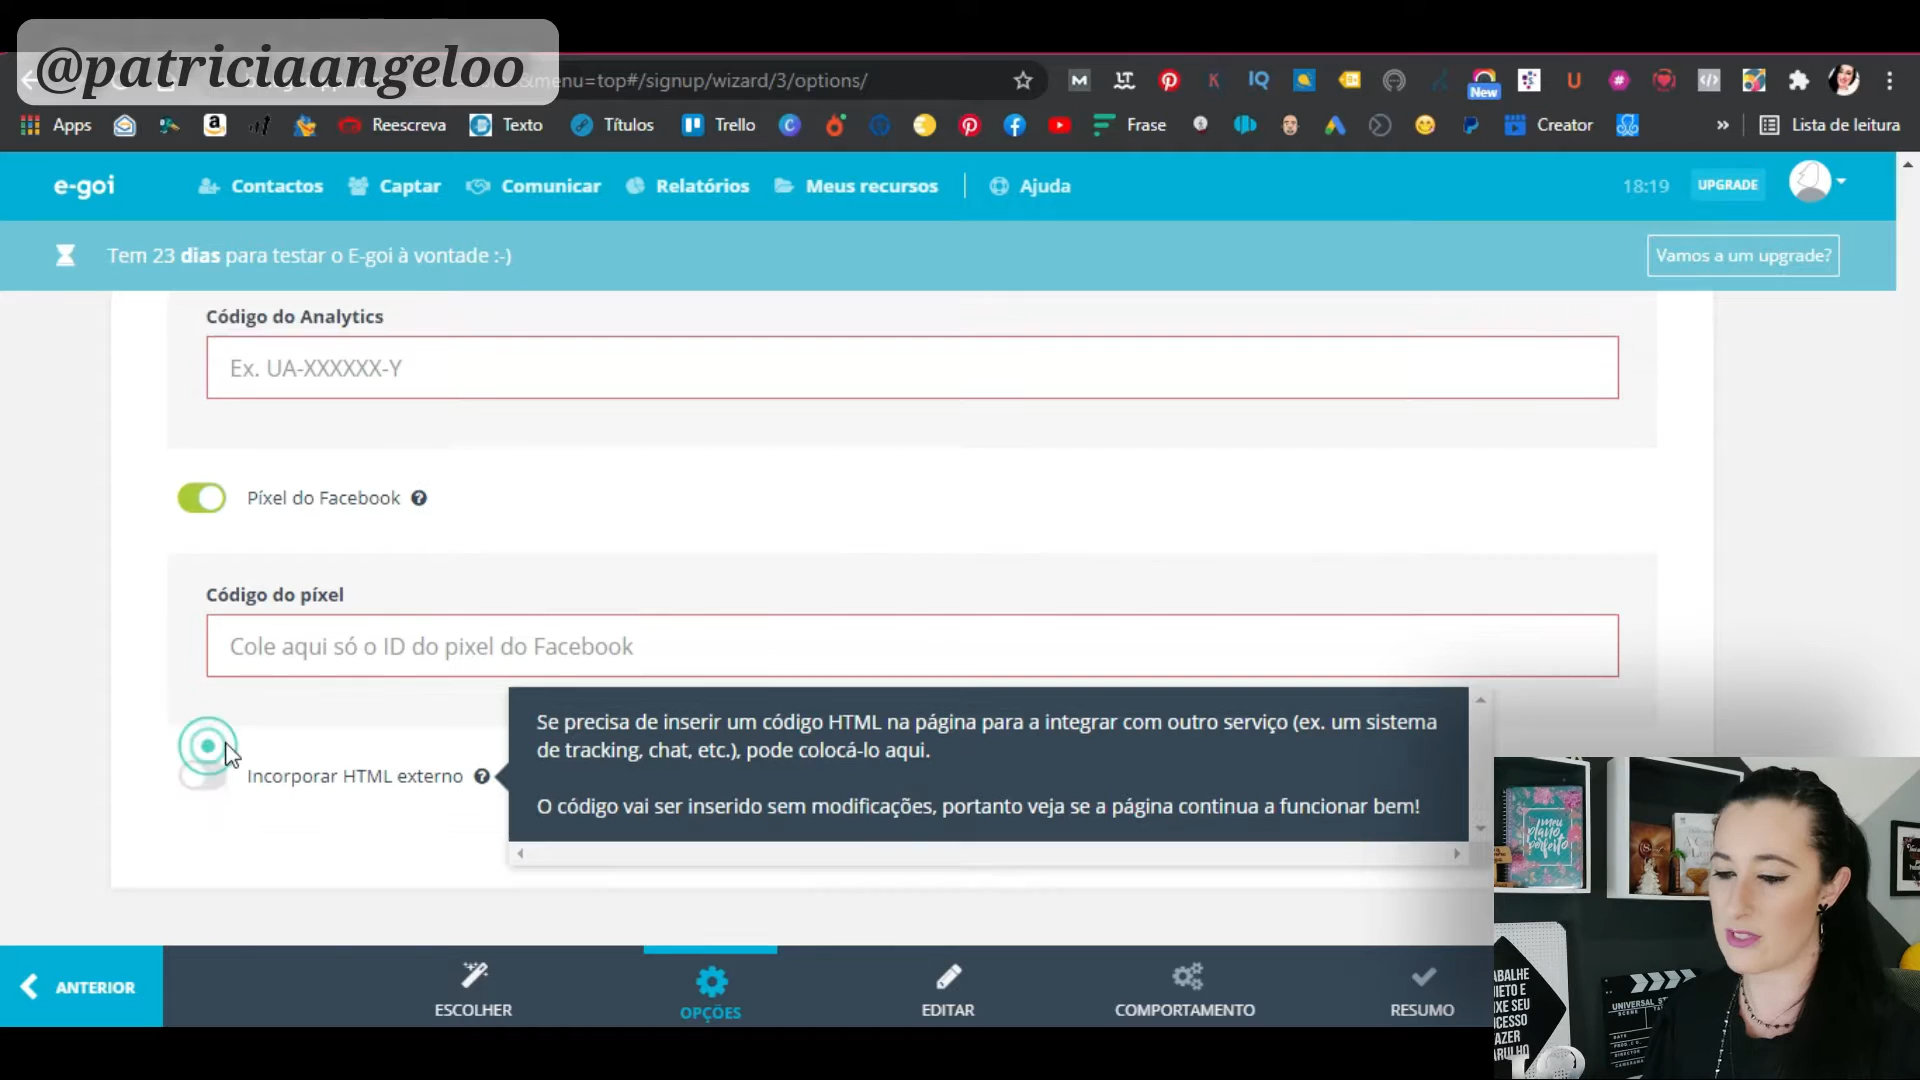 @patriciaangeloo
&menu=top#/signup/wizard/3/options/
M
K
IQ
New
U
Apps
Reescreva
Texto
Títulos
Trello
Frase
Creator
»
Lista de leitura
e-goi
Contactos
Captar
Comunicar
Relatórios
Meus recursos
Ajuda
18:19
UPGRADE
Tem 23 dias para testar o E-goi à vontade :-)
Vamos a um upgrade?
Código do Analytics
Ex. UA-XXXXXX-Y
Píxel do Facebook
Código do píxel
Cole aqui só o ID do pixel do Facebook
Se precisa de inserir um código HTML na página para a integrar com outro serviço (ex. um sistema
de tracking, chat, etc.), pode colocá-lo aqui.
Incorporar HTML externo
O código vai ser inserido sem modificações, portanto veja se a página continua a funcionar bem!
meu
plano
perfeito
ANTERIOR
ESCOLHER
OPÇÕES
EDITAR
COMPORTAMENTO
RESUMO